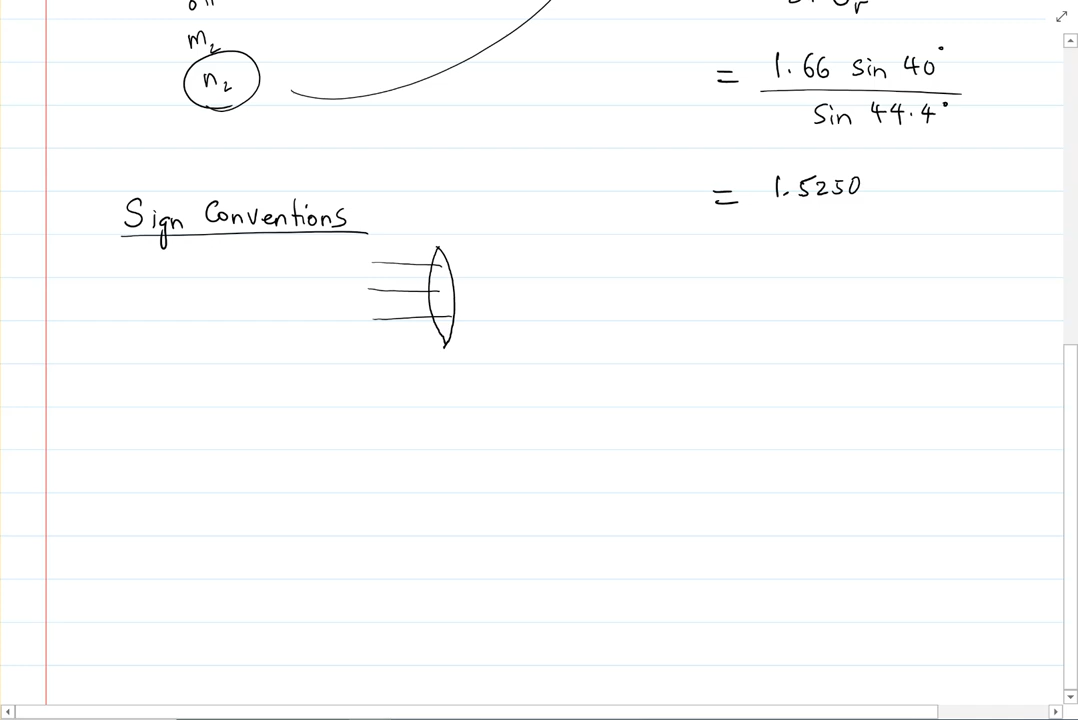 m₂
n₂
= 1.66 sin 40°
sin 44.4°
= 1.5250
Sign Conventions